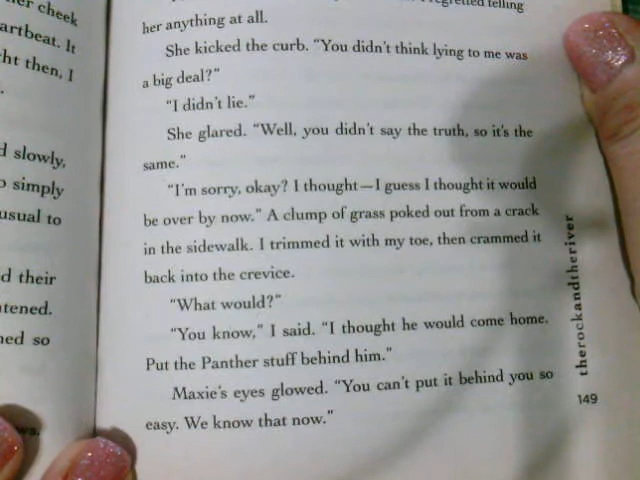 her cheek
artbeat. It
ht then, I
d slowly,
simply
usual to
d their
tened.
ned so
ws.
regretted telling
her anything at all.
She kicked the curb. "You didn't think lying to me was
a big deal?"
"I didn't lie."
She glared. "Well, you didn't say the truth, so it's the
same."
"I'm sorry, okay? I thought—I guess I thought it would
be over by now." A clump of grass poked out from a crack
in the sidewalk. I trimmed it with my toe, then crammed it
back into the crevice.
"What would?"
"You know," I said. "I thought he would come home.
Put the Panther stuff behind him."
Maxie's eyes glowed. "You can't put it behind you so
easy. We know that now."
therockandtheriver
149